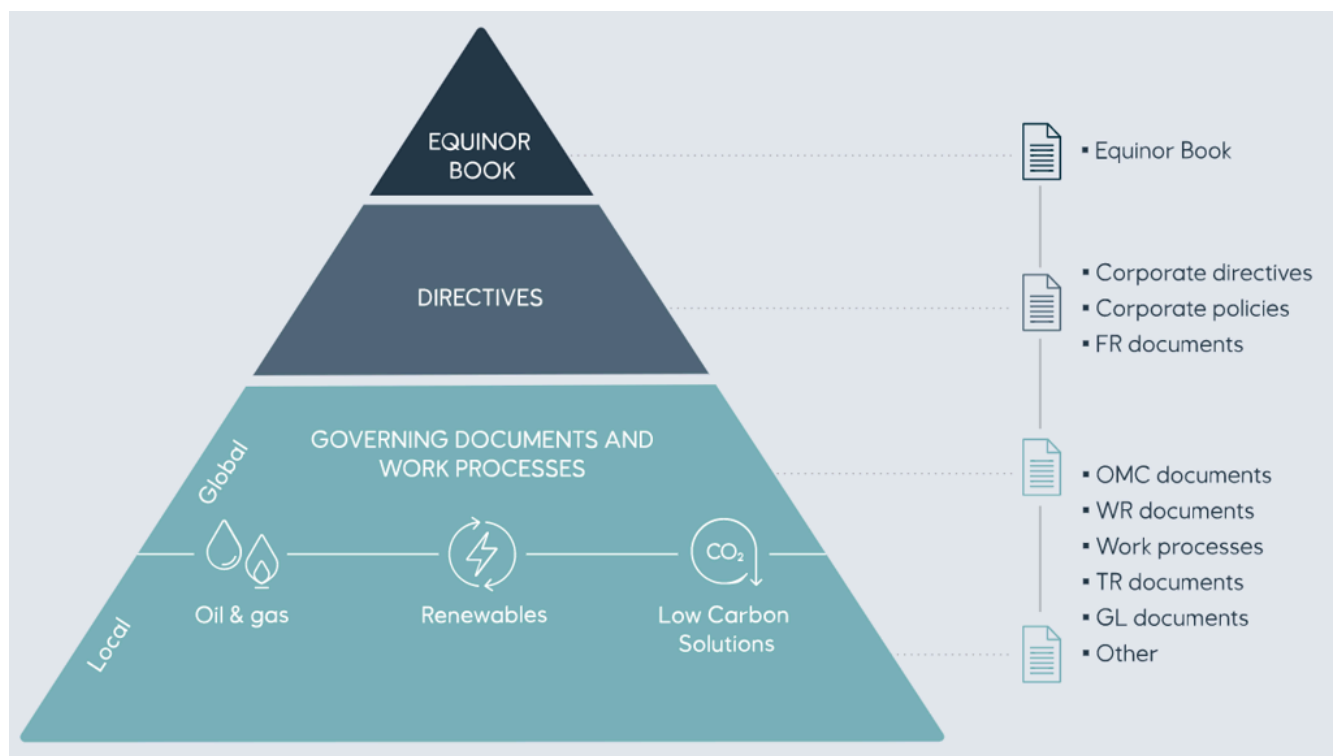 EQUINOR
BOOK
▪ Equinor Book
DIRECTIVES
▪ Corporate directives
▪ Corporate policies
▪ FR documents
GOVERNING DOCUMENTS AND
WORK PROCESSES
Global
Local
CO₂
Oil & gas
Renewables
Low Carbon
Solutions
▪ OMC documents
▪ WR documents
▪ Work processes
▪ TR documents
▪ GL documents
▪ Other